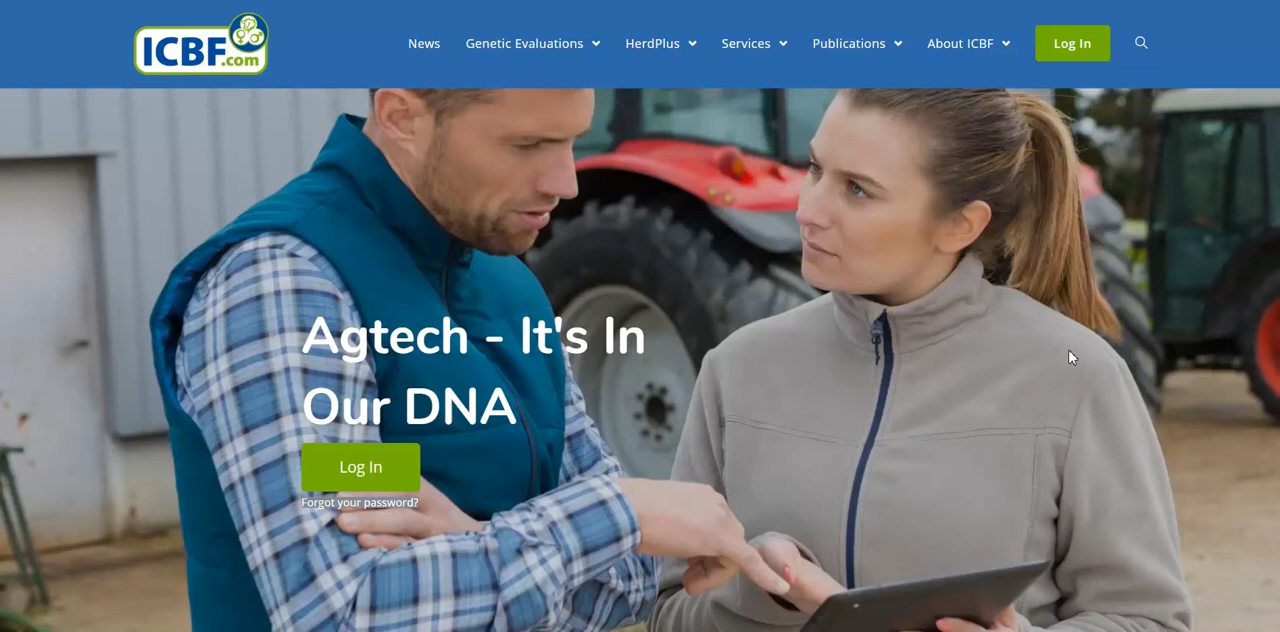 ICBF.com
News
Genetic Evaluations
HerdPlus
Services
Publications
About ICBF
Log In
Agtech - It's In
Our DNA
Log In
Forgot your password?